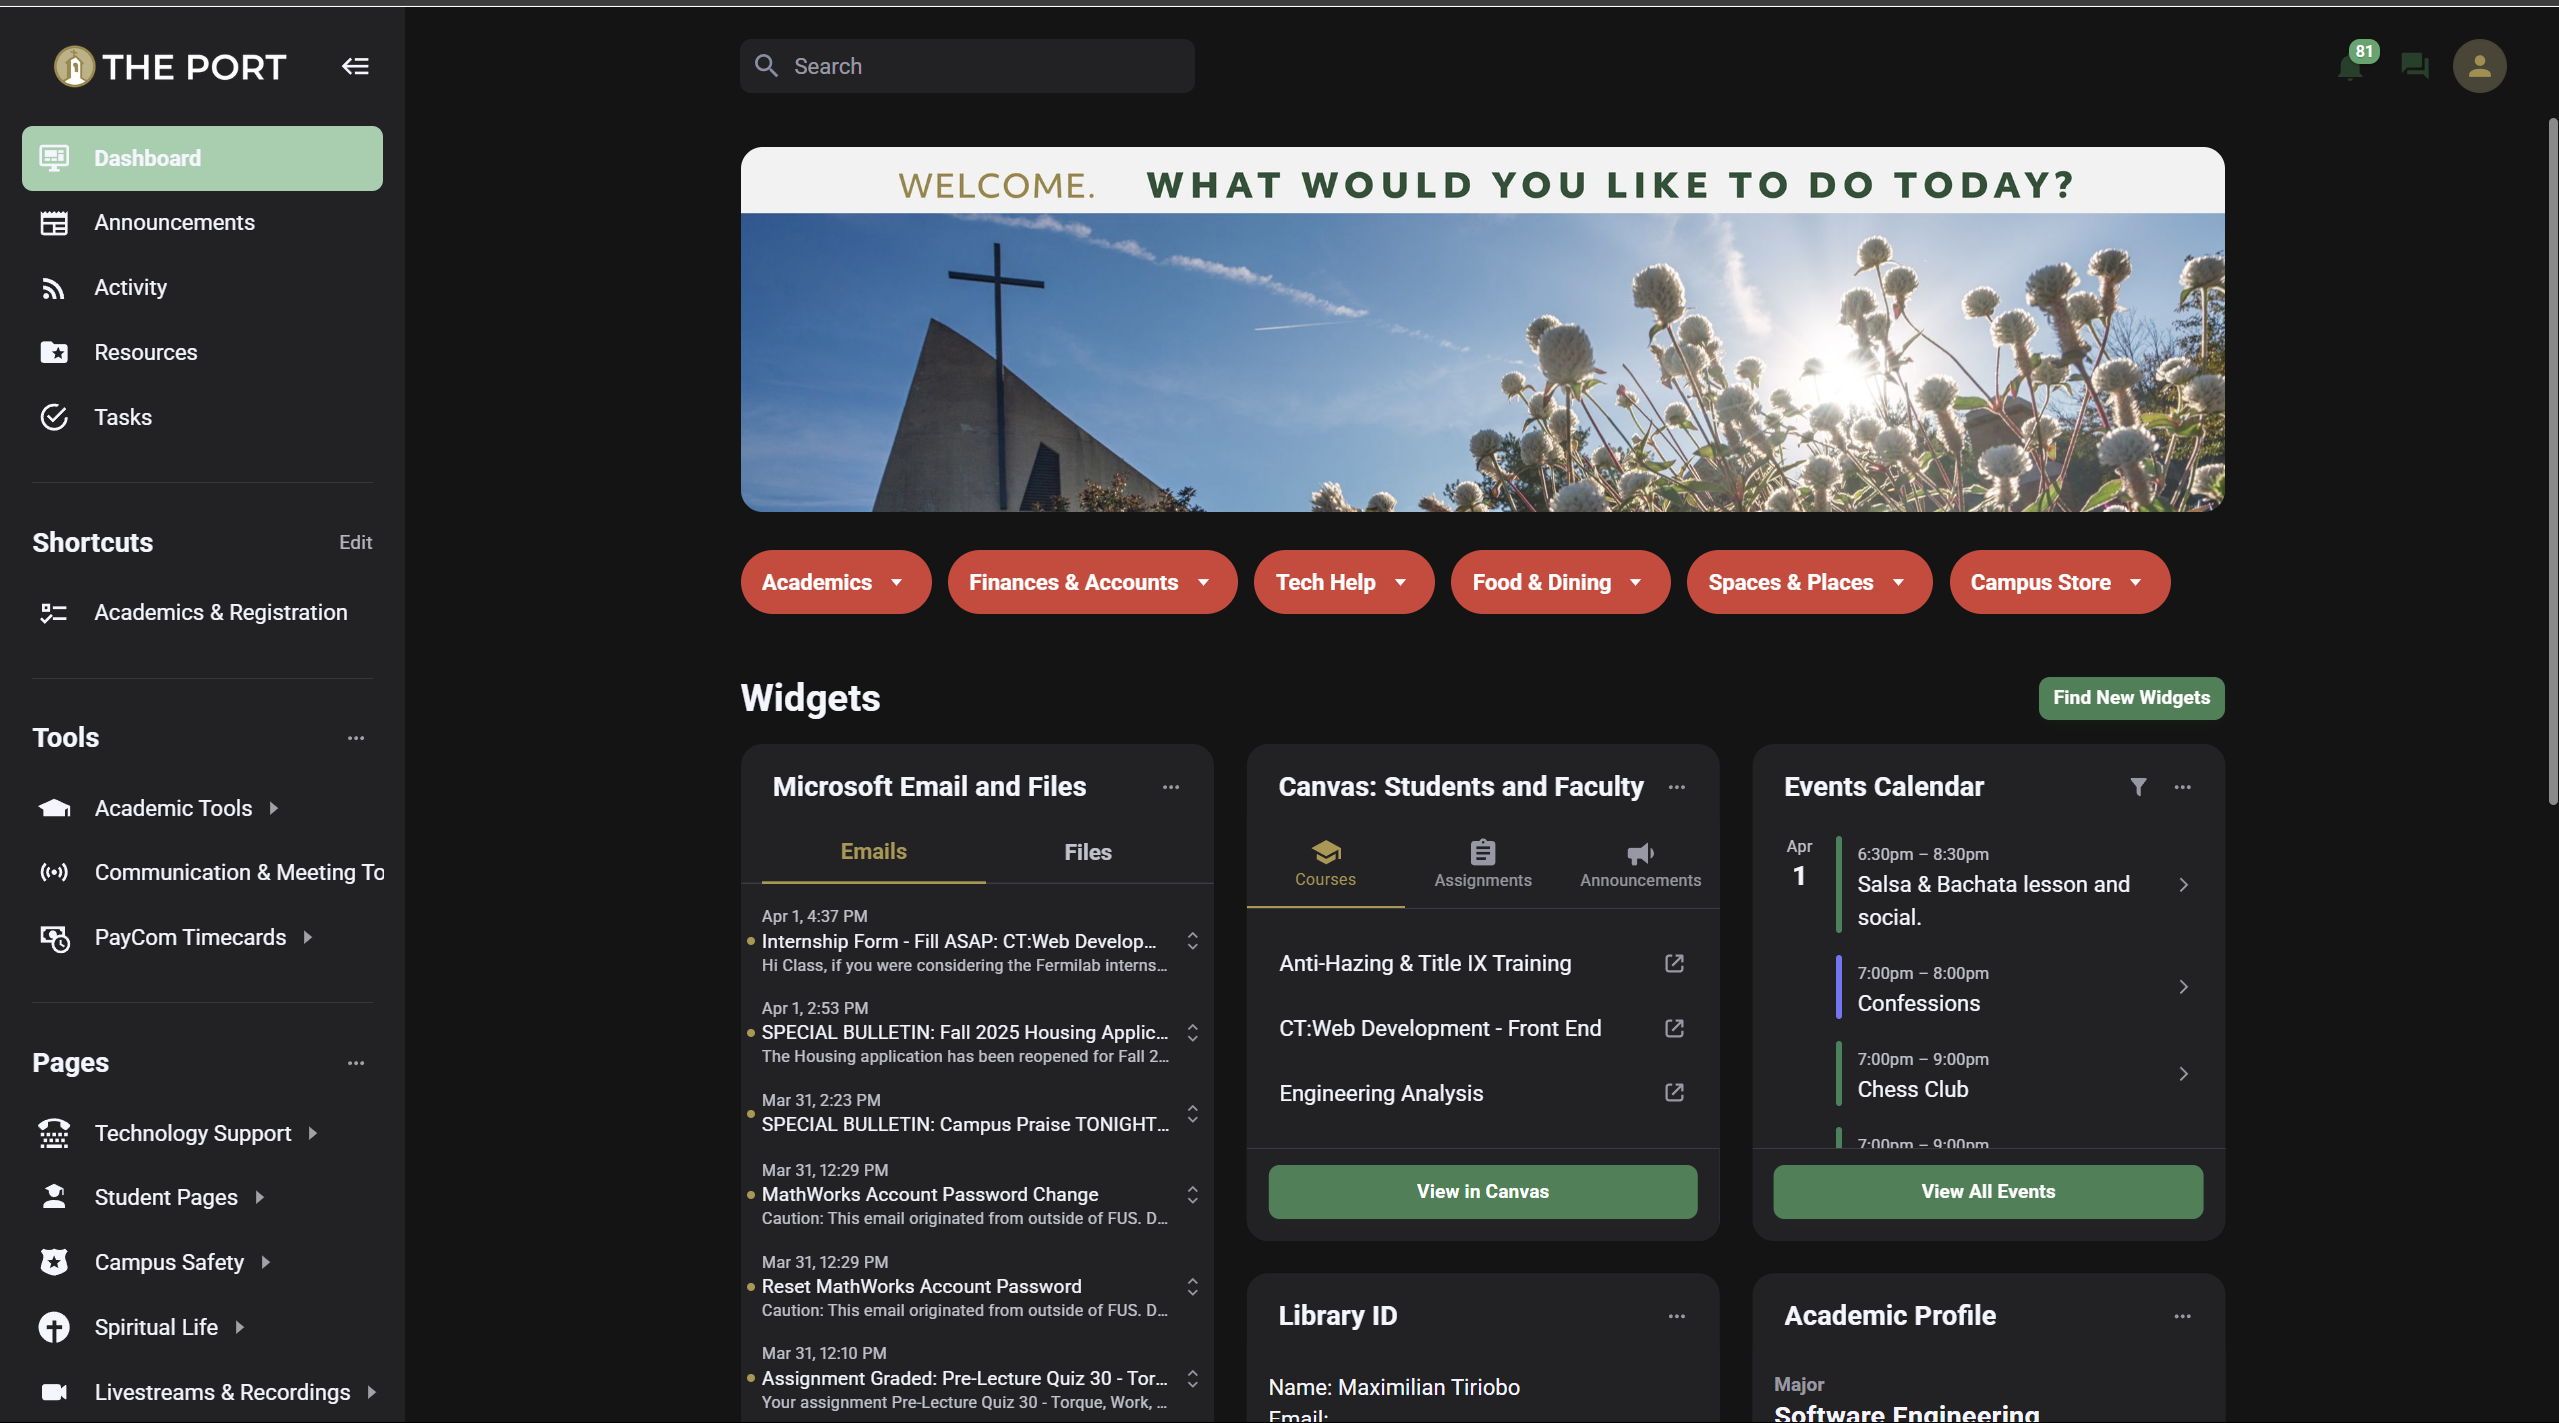 THE PORT
Search
81
Dashboard
Announcements
Activity
Resources
Tasks
Shortcuts
Edit
Academics & Registration
Tools
Academic Tools
Communication & Meeting To
PayCom Timecards
Pages
Technology Support
Student Pages
Campus Safety
Spiritual Life
Livestreams & Recordings
WELCOME. WHAT WOULD YOU LIKE TO DO TODAY?
Academics
Finances & Accounts
Tech Help
Food & Dining
Spaces & Places
Campus Store
Widgets
Find New Widgets
Microsoft Email and Files
Emails
Files
Apr 1, 4:37 PM
Internship Form - Fill ASAP: CT:Web Develop...
Hi Class, if you were considering the Fermilab interns...
Apr 1, 2:53 PM
SPECIAL BULLETIN: Fall 2025 Housing Applic...
The Housing application has been reopened for Fall 2...
Mar 31, 2:23 PM
SPECIAL BULLETIN: Campus Praise TONIGHT...
Mar 31, 12:29 PM
MathWorks Account Password Change
Caution: This email originated from outside of FUS. D...
Mar 31, 12:29 PM
Reset MathWorks Account Password
Caution: This email originated from outside of FUS. D...
Mar 31, 12:10 PM
Assignment Graded: Pre-Lecture Quiz 30 - Tor...
Your assignment Pre-Lecture Quiz 30 - Torque, Work, ...
Canvas: Students and Faculty
Courses
Assignments
Announcements
Anti-Hazing & Title IX Training
CT:Web Development - Front End
Engineering Analysis
View in Canvas
Events Calendar
Apr
1
6:30pm – 8:30pm
Salsa & Bachata lesson and
social.
7:00pm – 8:00pm
Confessions
7:00pm – 9:00pm
Chess Club
7:00pm – 9:00pm
View All Events
Library ID
Name: Maximilian Tiriobo
Email:
Academic Profile
Major
Software Engineering